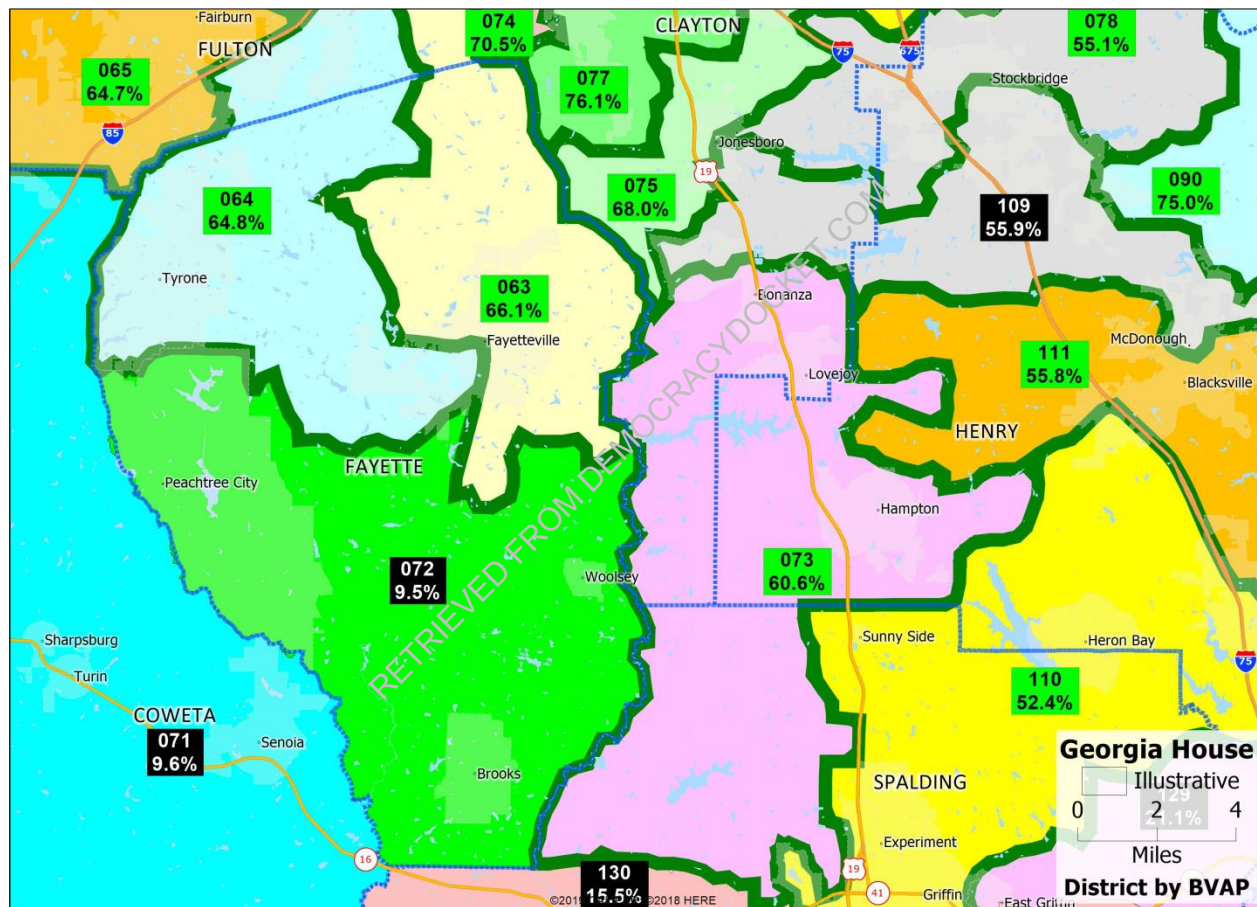 Fairburn
FULTON
074
70.5%
CLAYTON
078
55.1%
065
64.7%
077
76.1%
75
675
Stockbridge
85
Jonesboro
19
064
64.8%
075
68.0%
090
75.0%
109
55.9%
Tyrone
063
66.1%
Bonanza
Fayetteville
McDonough
111
55.8%
Lovejoy
Blacksville
HENRY
FAYETTE
Peachtree City
Hampton
072
9.5%
Woolsey
073
60.6%
RETRIEVED FROM DEMOCRACYDOCKET.COM
Sharpsburg
Sunny Side
Heron Bay
75
Turin
110
52.4%
COWETA
071
9.6%
Senoia
Brooks
SPALDING
Experiment
16
130
15.5%
19
41
Griffin
East Griffin
©2018 HERE
Georgia House
Illustrative
129
21.1%
0 2 4
Miles
District by BVAP